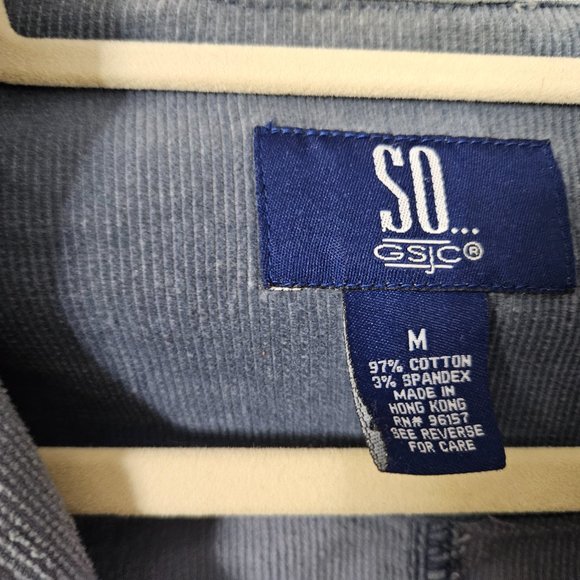 SO...
GSJC®
M
97% COTTON
3% SPANDEX
MADE IN
HONG KONG
RN# 96157
SEE REVERSE
FOR CARE